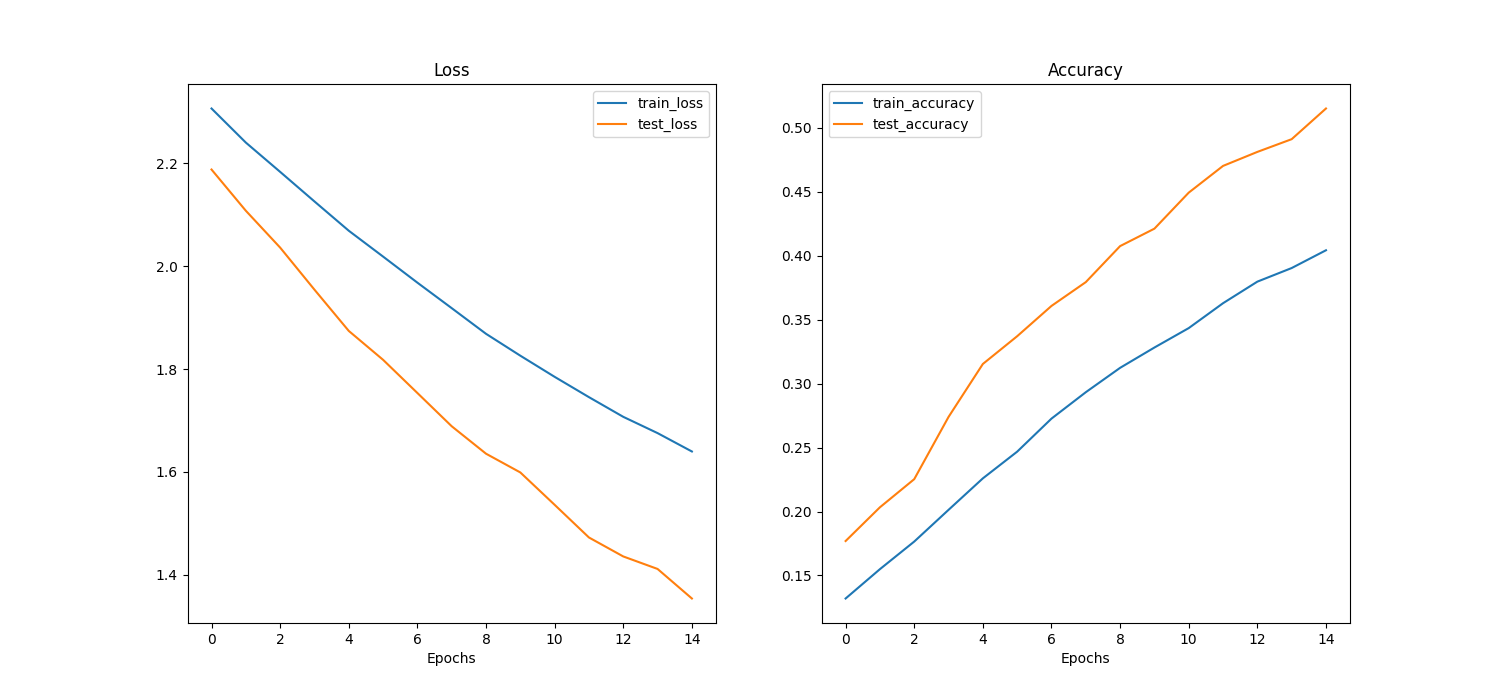 Loss
train_loss
test_loss
2.2
2.0
1.8
1.6
1.4
0 2 4 6 8 10 12 14
Epochs
Accuracy
train_accuracy
test_accuracy
0.50
0.45
0.40
0.35
0.30
0.25
0.20
0.15
0 2 4 6 8 10 12 14
Epochs